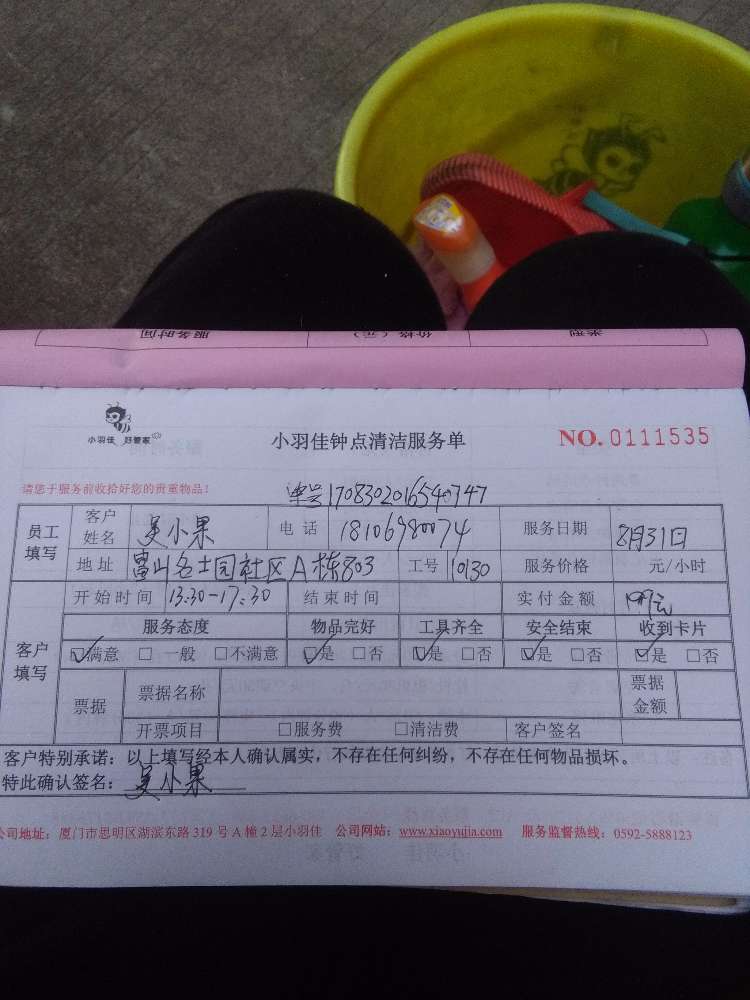 服务时间 价格（元） 类型
小羽佳 好管家
小羽佳钟点清洁服务单
NO. 0111535
请您于服务前收拾好您的贵重物品！
单号1708302016540747
员工填写 客户姓名 吴小果 电话 18106980074 服务日期 8月31日
地址 富山名士园社区A栋803 工号 10130 服务价格 元/小时
客户填写 开始时间 13:30-17:30 结束时间 实付金额 199元
服务态度 物品完好 工具齐全 安全结束 收到卡片
☑满意 □一般 □不满意 ☑是 □否 ☑是 □否 ☑是 □否 ☑是 □否
票据 票据名称 票据金额
开票项目 □服务费 □清洁费 客户签名
客户特别承诺：以上填写经本人确认属实，不存在任何纠纷，不存在任何物品损坏。
特此确认签名：吴小果
公司地址：厦门市思明区湖滨东路 319 号 A 幢 2 层小羽佳 公司网站：www.xiaoyujia.com 服务监督热线：0592-5888123